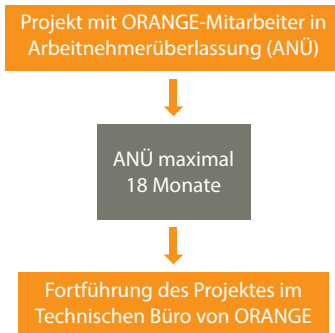 Projekt mit ORANGE-Mitarbeiter in
Arbeitnehmerüberlassung (ANÜ)
ANÜ maximal
18 Monate
Fortführung des Projektes im
Technischen Büro von ORANGE